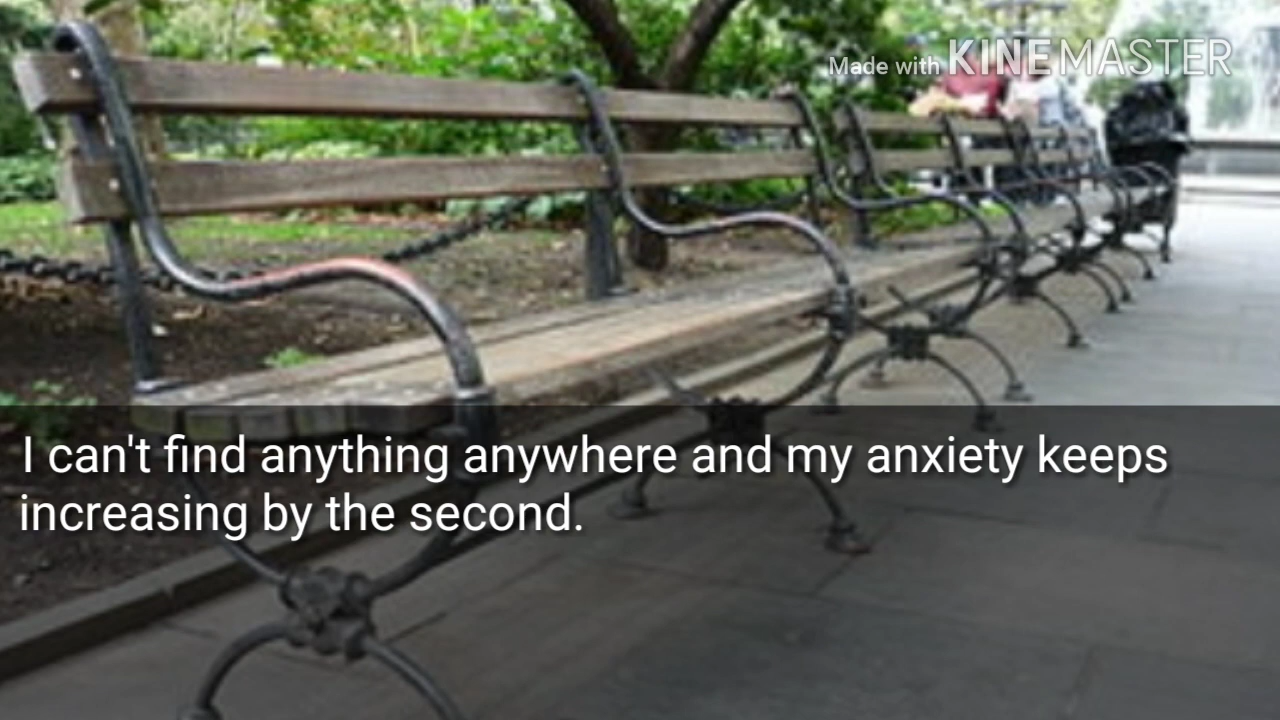 Made with KINEMASTER
I can't find anything anywhere and my anxiety keeps
increasing by the second.